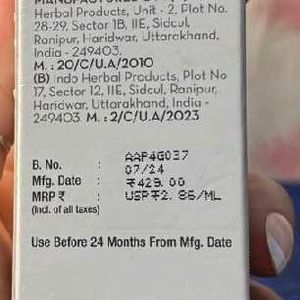 Herbal Products, Unit - 2, Plot No.
28-29, Sector 1B, IIE, Sidcul,
Ranipur, Haridwar, Uttarakhand,
India - 249403.
M. : 20/C/U.A/2010
(B) Indo Herbal Products, Plot No
17, Sector 12, IIE, Sidcul, Ranipur,
Haridwar, Uttarakhand, India -
249403. M. : 2/C/U.A/2023
B. No. : AAP4G037
Mfg. Date : 07/24
MRP ₹ : ₹429.00
(Incl. of all taxes) USP₹2.86/ML
Use Before 24 Months From Mfg. Date